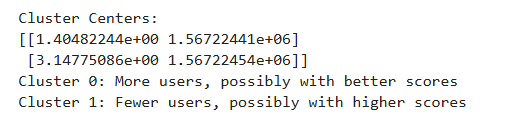 Cluster Centers:
[[1.40482244e+00 1.56722441e+06]
[3.14775086e+00 1.56722454e+06]]
Cluster 0: More users, possibly with better scores
Cluster 1: Fewer users, possibly with higher scores